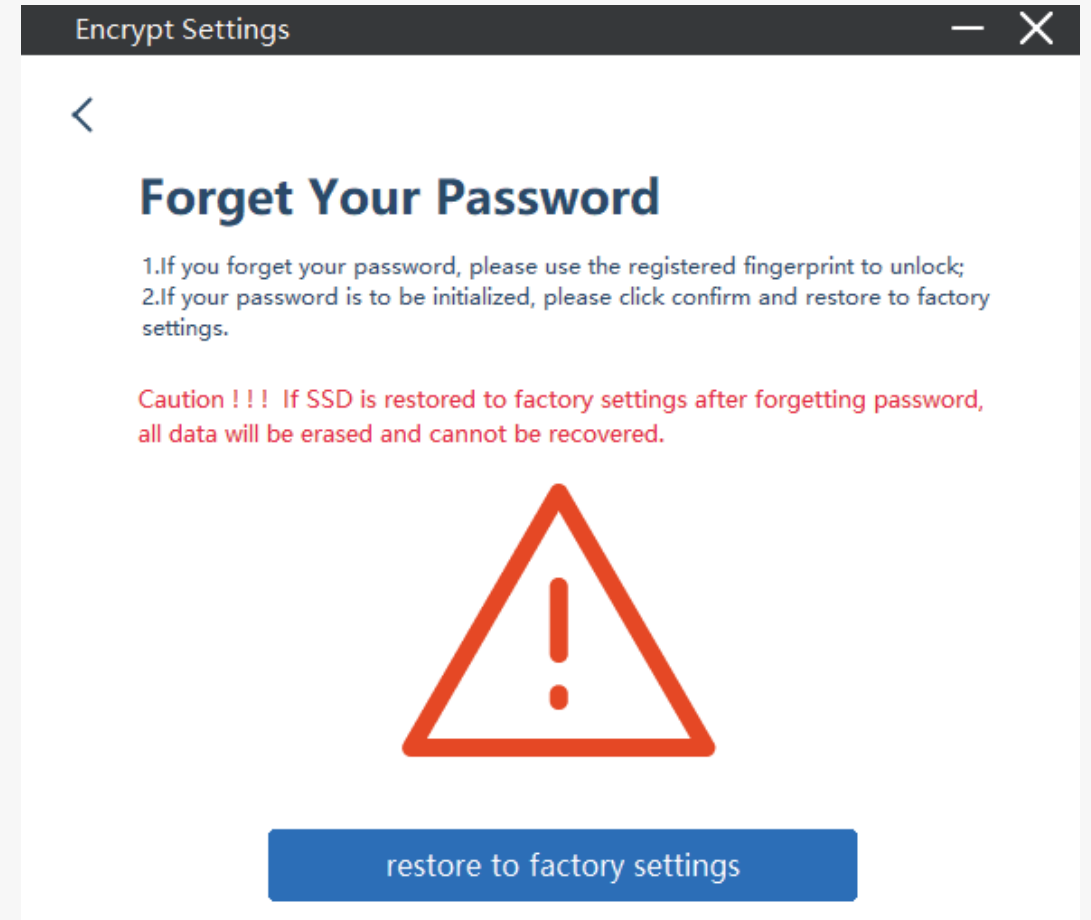 Encrypt Settings
Forget Your Password
1.If you forget your password, please use the registered fingerprint to unlock;
2.If your password is to be initialized, please click confirm and restore to factory
settings.
Caution ! ! !  If SSD is restored to factory settings after forgetting password,
all data will be erased and cannot be recovered.
restore to factory settings